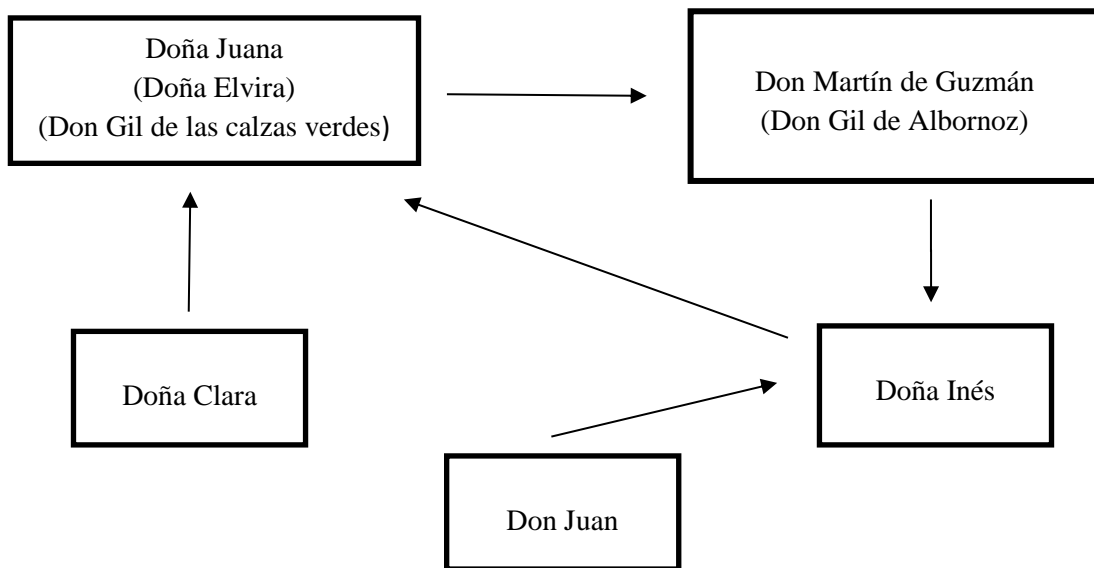 Doña Juana
(Doña Elvira)
(Don Gil de las calzas verdes)
Don Martín de Guzmán
(Don Gil de Albornoz)
Doña Clara
Doña Inés
Don Juan